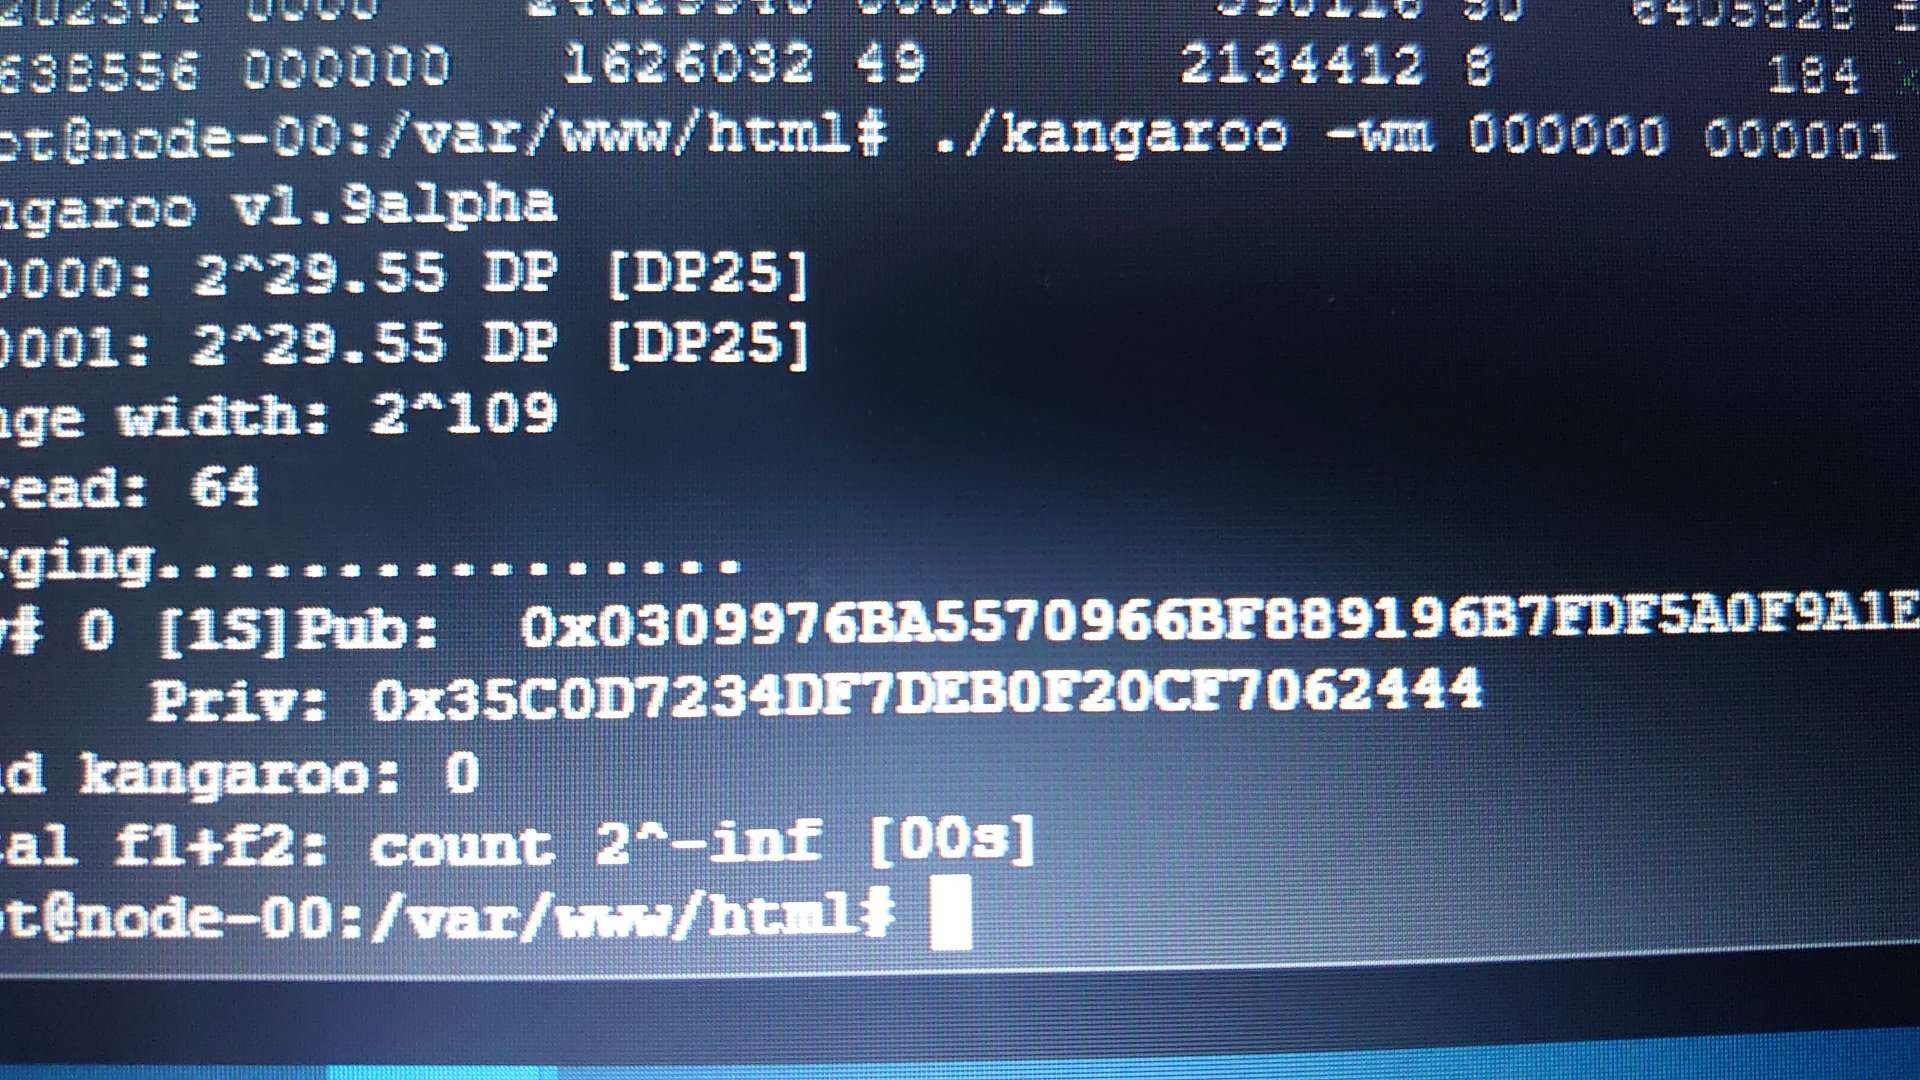 638556 000000 1626032 49 2134412 8 184
ot@node-00:/var/www/html# ./kangaroo -wm 000000 000001
ngaroo v1.9alpha
0000: 2^29.55 DP [DP25]
0001: 2^29.55 DP [DP25]
nge width: 2^109
read: 64
rging.................
# 0 [1S]Pub: 0x0309976BA5570966BF889196B7FDF5A0F9A1E
Priv: 0x35C0D7234DF7DEB0F20CF7062444
d kangaroo: 0
tal f1+f2: count 2^-inf [00s]
ot@node-00:/var/www/html#